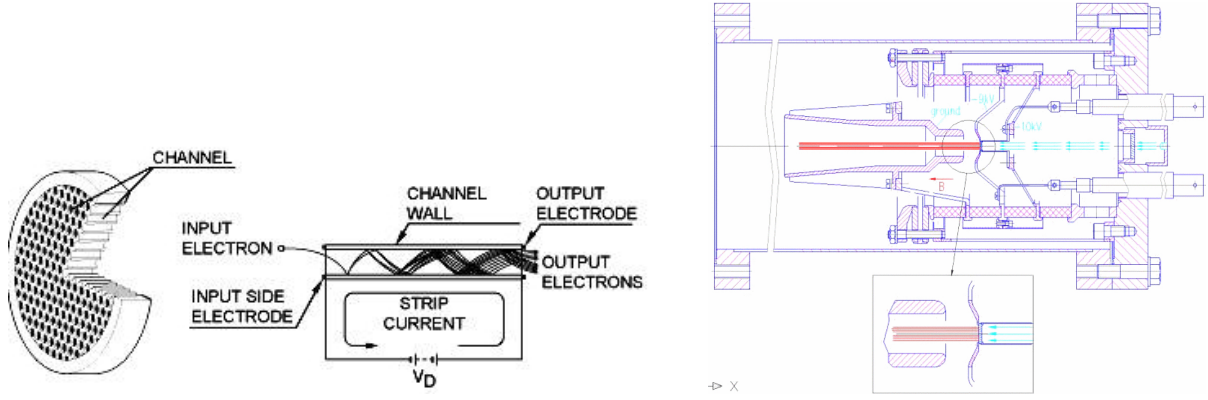 CHANNEL
INPUT
ELECTRON
INPUT SIDE
ELECTRODE
CHANNEL
WALL
OUTPUT
ELECTRODE
OUTPUT
ELECTRONS
STRIP
CURRENT
VD
ground
-10kV
B
X